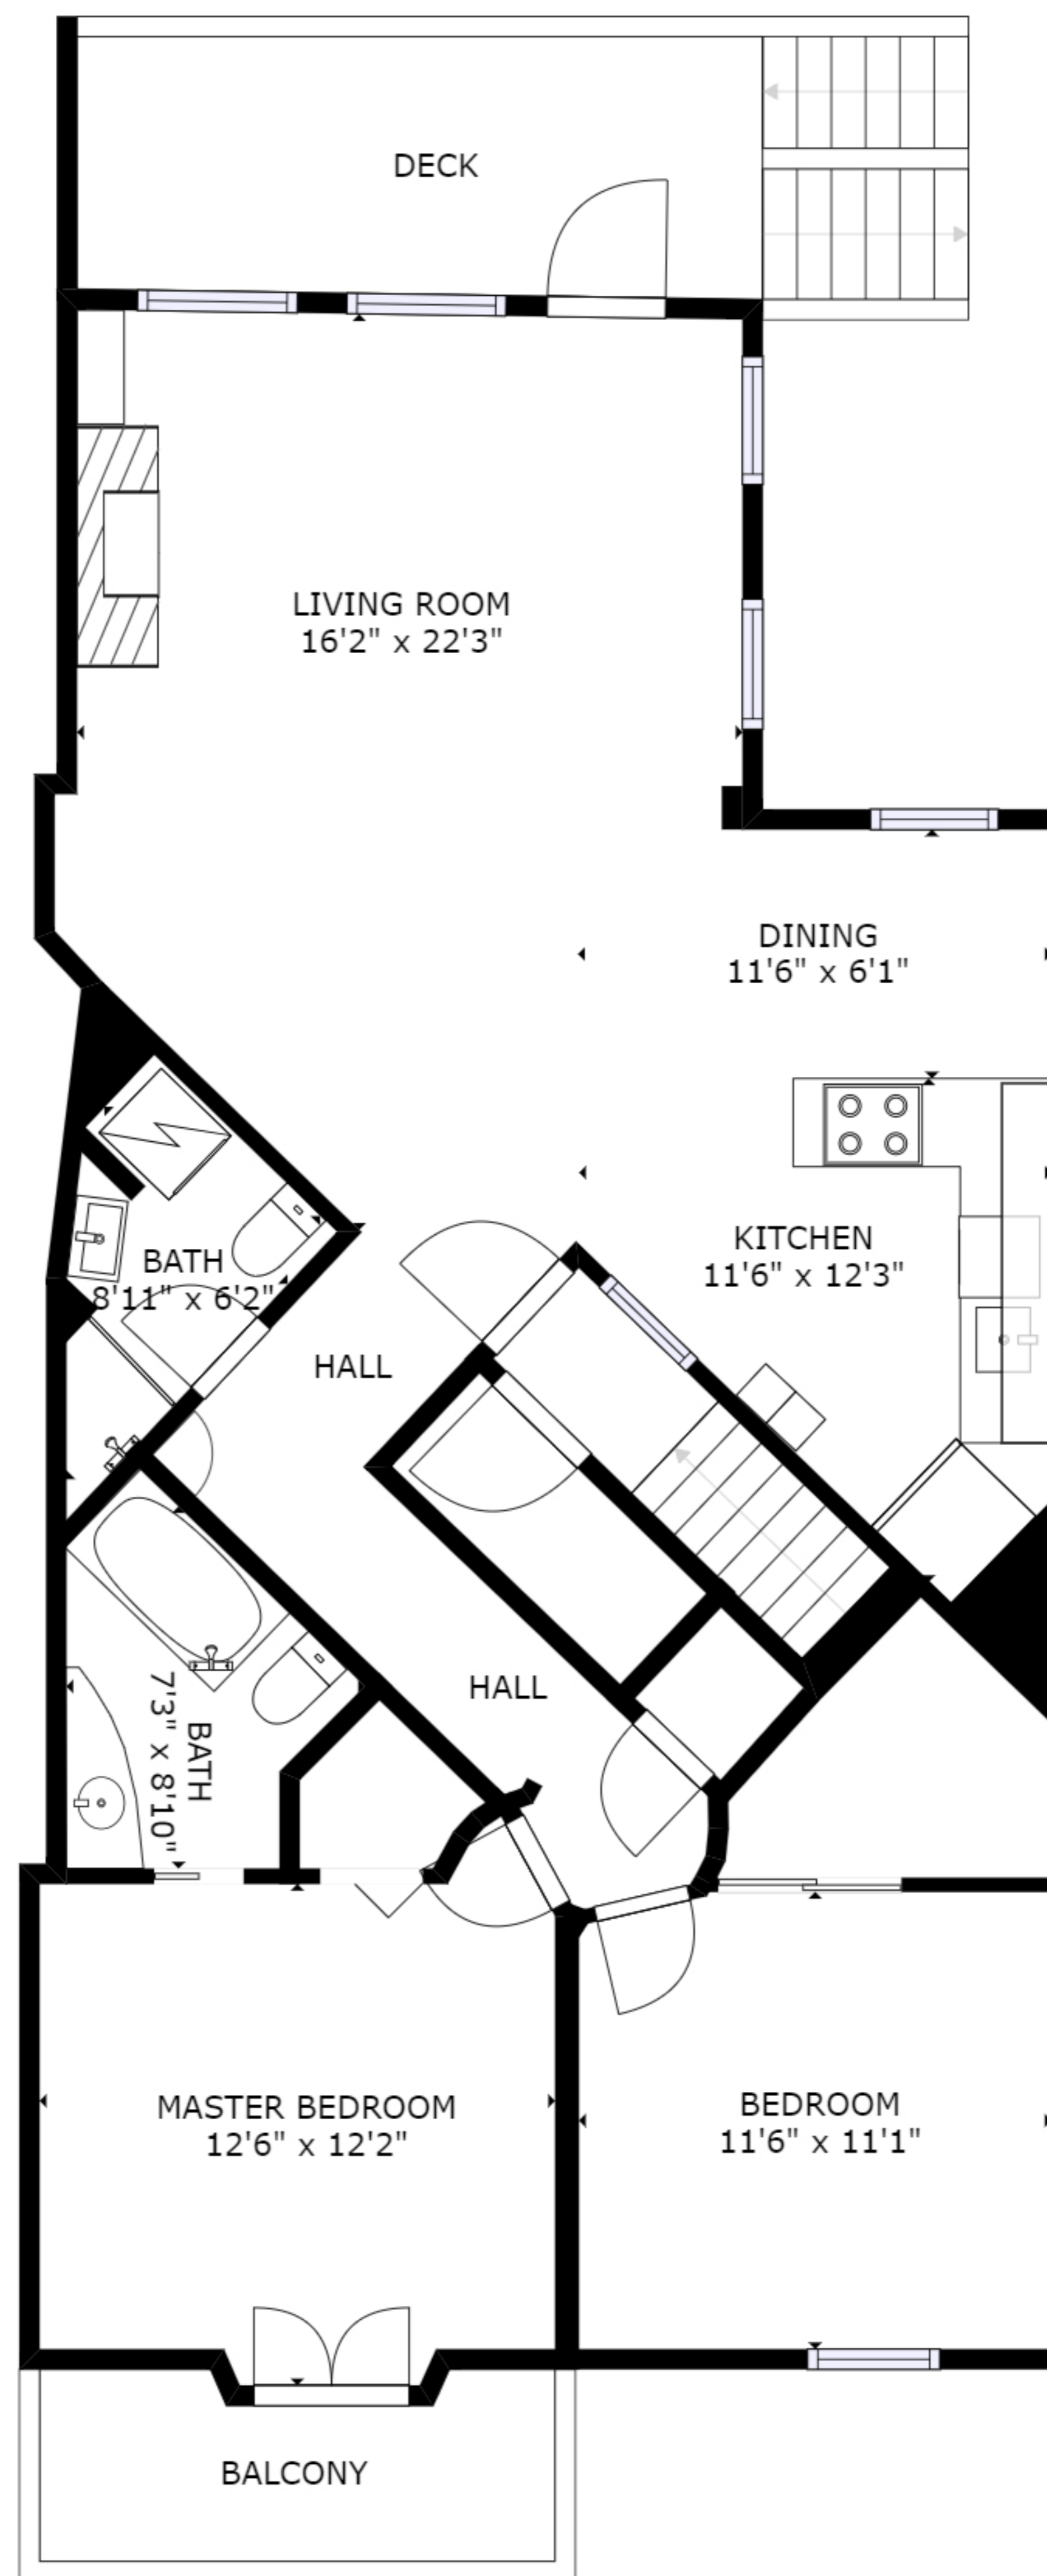 DECK
LIVING ROOM
16'2" x 22'3"
DINING
11'6" x 6'1"
KITCHEN
11'6" x 12'3"
BATH
8'11" x 6'2"
HALL
HALL
BATH
7'3" x 8'10"
MASTER BEDROOM
12'6" x 12'2"
BEDROOM
11'6" x 11'1"
BALCONY